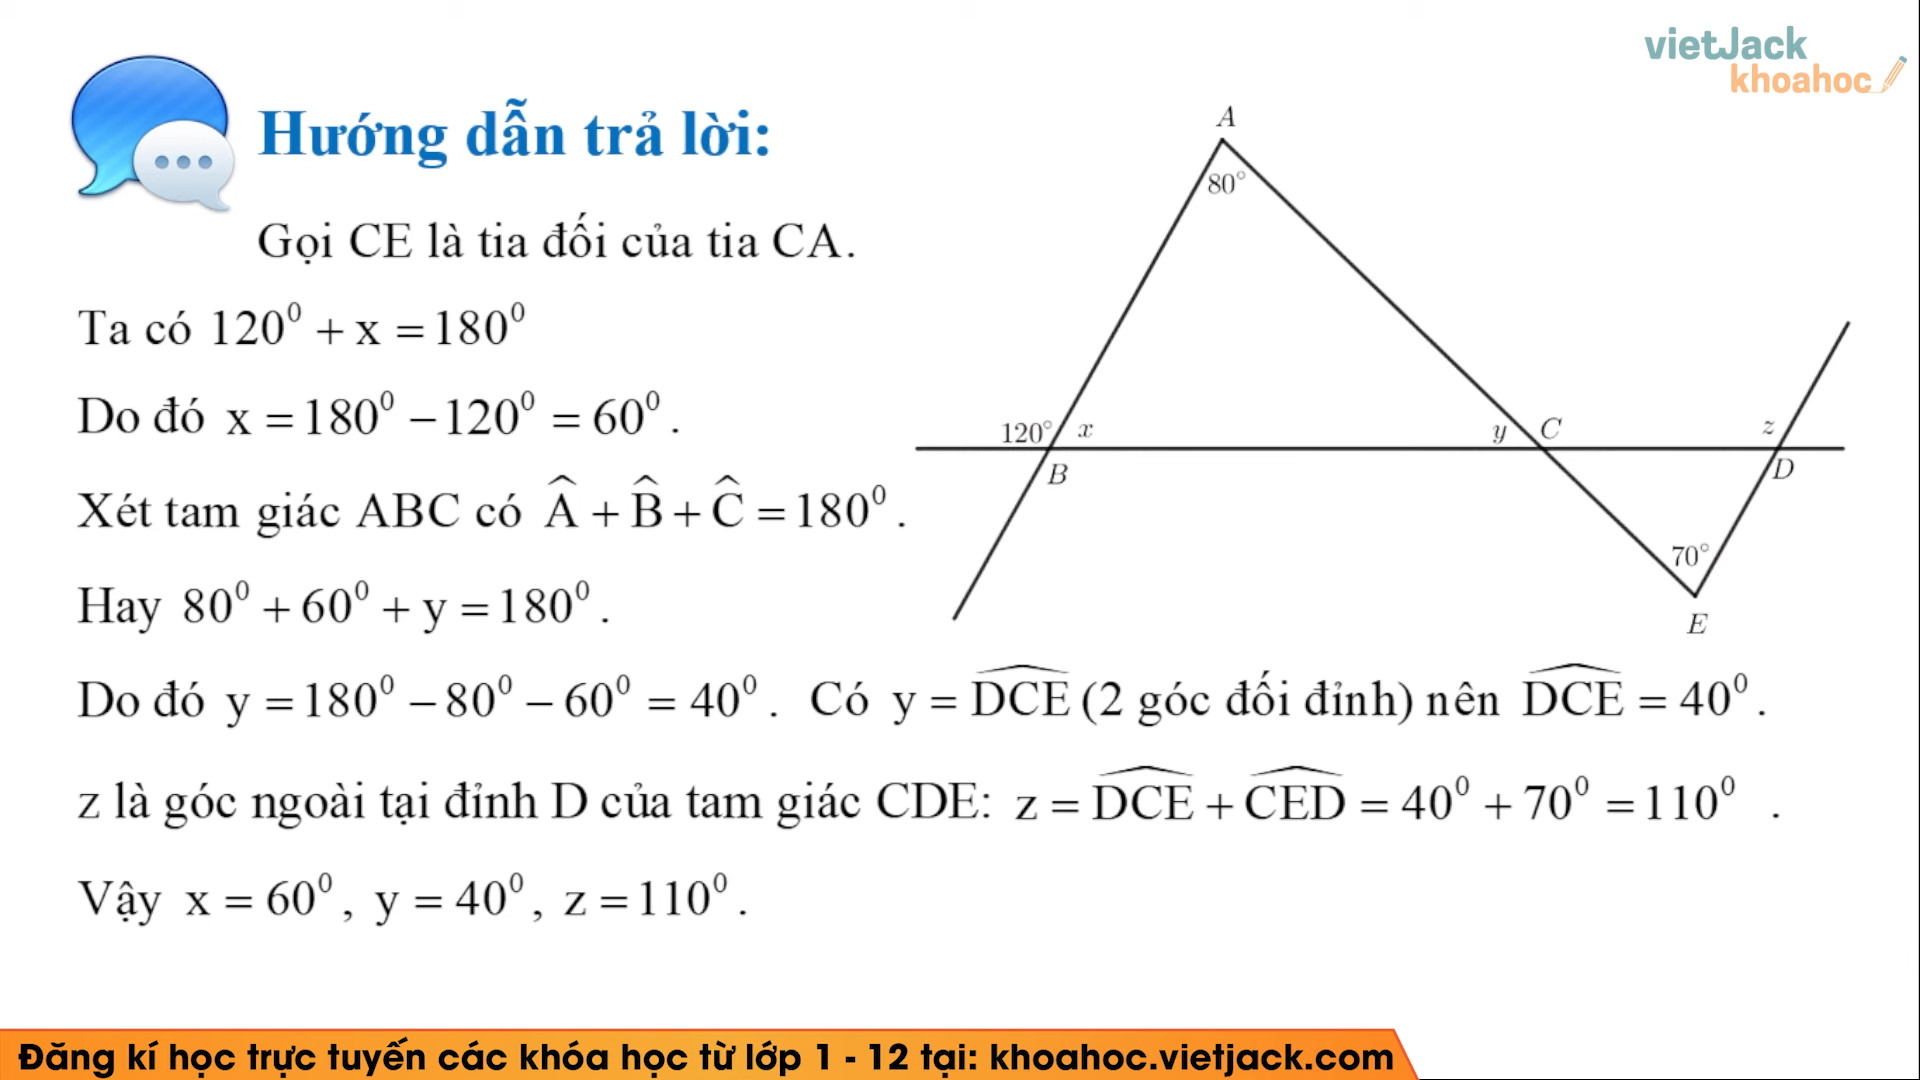 vietJack
khoahoc
Hướng dẫn trả lời:
Gọi CE là tia đối của tia CA.
Ta có 120⁰ + x = 180⁰
Do đó x = 180⁰ − 120⁰ = 60⁰.
Xét tam giác ABC có Â + B̂ + Ĉ = 180⁰.
Hay 80⁰ + 60⁰ + y = 180⁰.
A
80°
120° x
B
y C
z
D
70°
E
Do đó y = 180⁰ − 80⁰ − 60⁰ = 40⁰. Có y = \widehat{DCE} (2 góc đối đỉnh) nên \widehat{DCE} = 40⁰.
z là góc ngoài tại đỉnh D của tam giác CDE: z = \widehat{DCE} + \widehat{CED} = 40⁰ + 70⁰ = 110⁰ .
Vậy x = 60⁰, y = 40⁰, z = 110⁰.
Đăng kí học trực tuyến các khóa học từ lớp 1 - 12 tại: khoahoc.vietjack.com